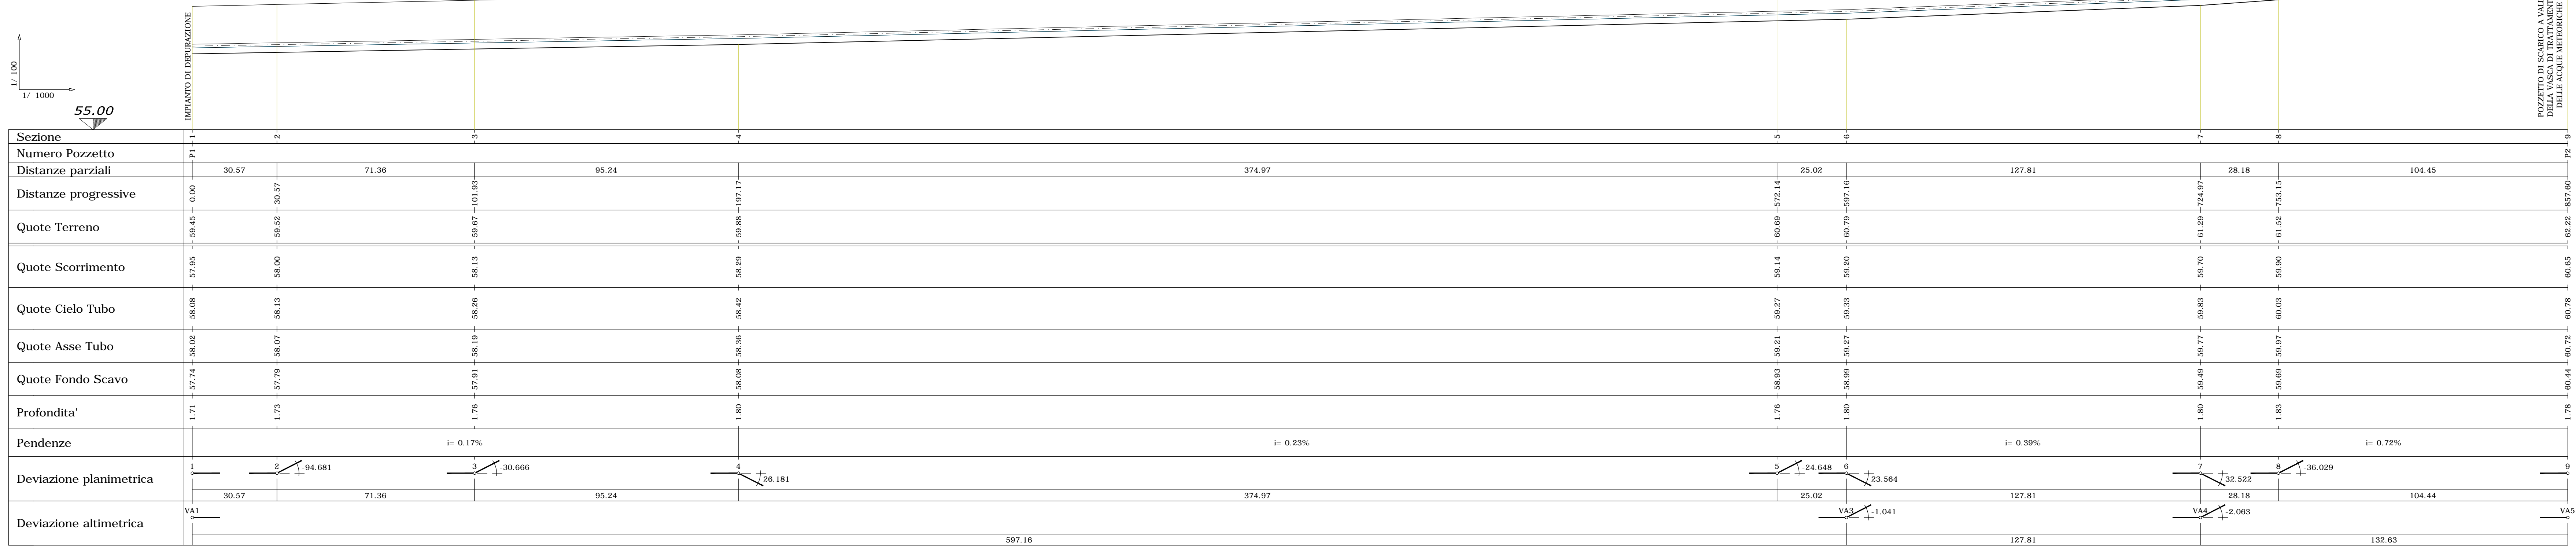 IMPIANTO DI DEPURAZIONE
POZZETTO DI SCARICO A VALL
DELLA VASCA DI TRATTAMENT
DELLE ACQUE METEORICHE
1/ 100
1/ 1000
55.00
Sezione 1 2 3 4 5 6 7 8 9
Numero Pozzetto P1 P2
Distanze parziali 30.57 71.36 95.24 374.97 25.02 127.81 28.18 104.45
Distanze progressive 0.00 30.57 101.93 197.17 572.14 597.16 724.97 753.15 857.60
Quote Terreno 59.45 59.52 59.67 59.88 60.69 60.79 61.29 61.52 62.22
Quote Scorrimento 57.95 58.00 58.13 58.29 59.14 59.20 59.70 59.90 60.65
Quote Cielo Tubo 58.08 58.13 58.26 58.42 59.27 59.33 59.83 60.03 60.78
Quote Asse Tubo 58.02 58.07 58.19 58.36 59.21 59.27 59.77 59.97 60.72
Quote Fondo Scavo 57.74 57.79 57.91 58.08 58.93 58.99 59.49 59.69 60.44
Profondita' 1.71 1.73 1.76 1.80 1.76 1.80 1.80 1.83 1.78
Pendenze i= 0.17% i= 0.23% i= 0.39% i= 0.72%
Deviazione planimetrica
1 2 3 4 5 6 7 8 9
-94.681 -30.666 26.181 -24.648 23.564 32.522 -36.029
30.57 71.36 95.24 374.97 25.02 127.81 28.18 104.44
Deviazione altimetrica
VA1 VA3 VA4 VA5
-1.041 -2.063
597.16 127.81 132.63